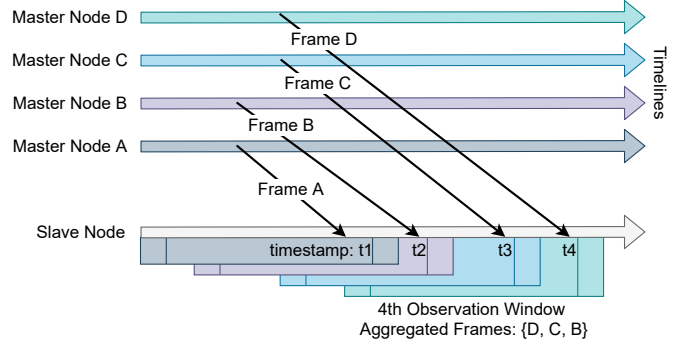 Master Node D
Frame D
Master Node C
Frame C
Timelines
Master Node B
Frame B
Master Node A
Frame A
Slave Node
timestamp: t1 t2 t3 t4
4th Observation Window
Aggregated Frames: {D, C, B}